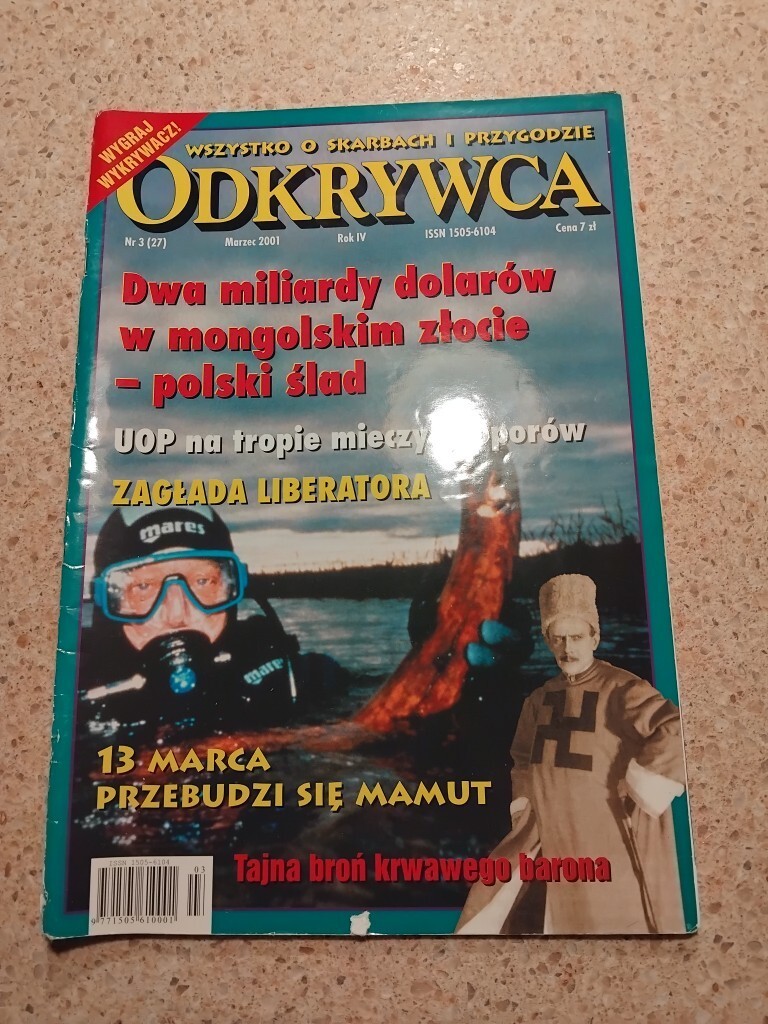 WYGRAJ
WYKRYWACZ!
WSZYSTKO O SKARBACH I PRZYGODZIE
ODKRYWCA
Nr 3 (27) Marzec 2001 Rok IV ISSN 1505-6104 Cena 7 zł
Dwa miliardy dolarów
w mongolskim złocie
– polski ślad
UOP na tropie
ZAGŁADA LIBERATORA
mares
mares
13 MARCA
PRZEBUDZI SIĘ MAMUT
Tajna broń krwawego barona
ISSN 1505-6104
03
9 771505 610001